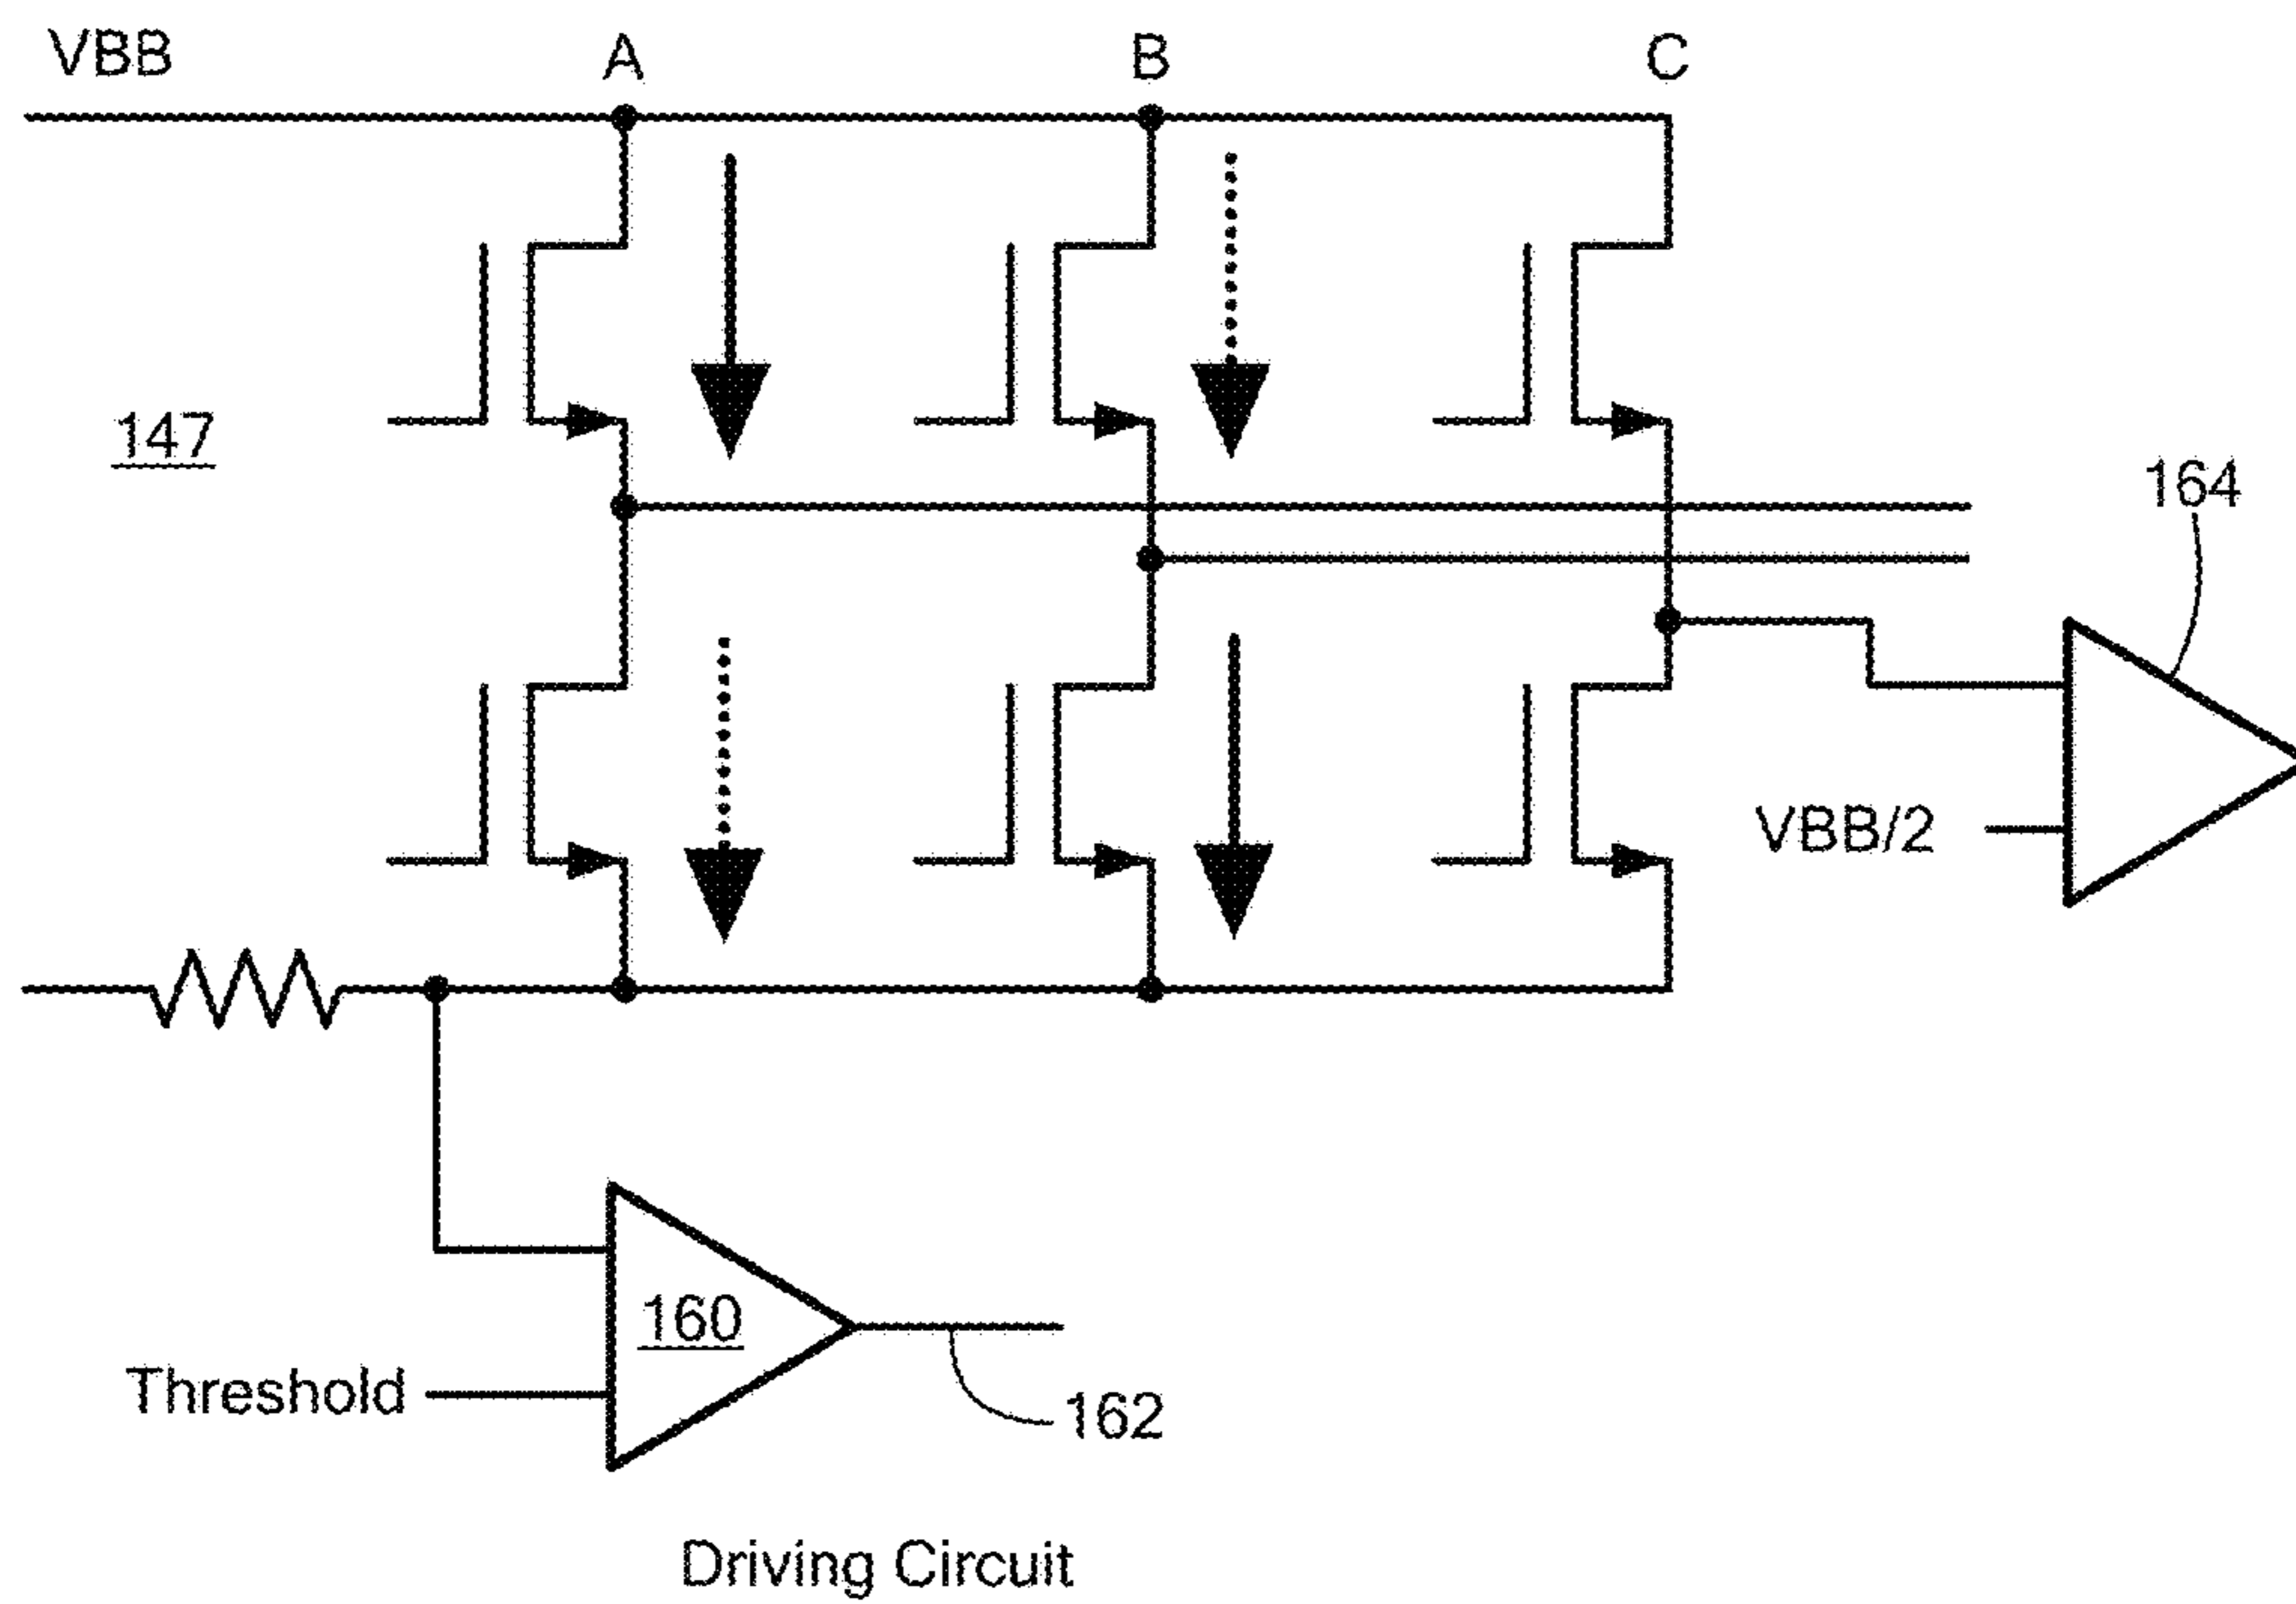 VBB
A
B
C
147
164
VBB/2
160
Threshold
162
Driving Circuit